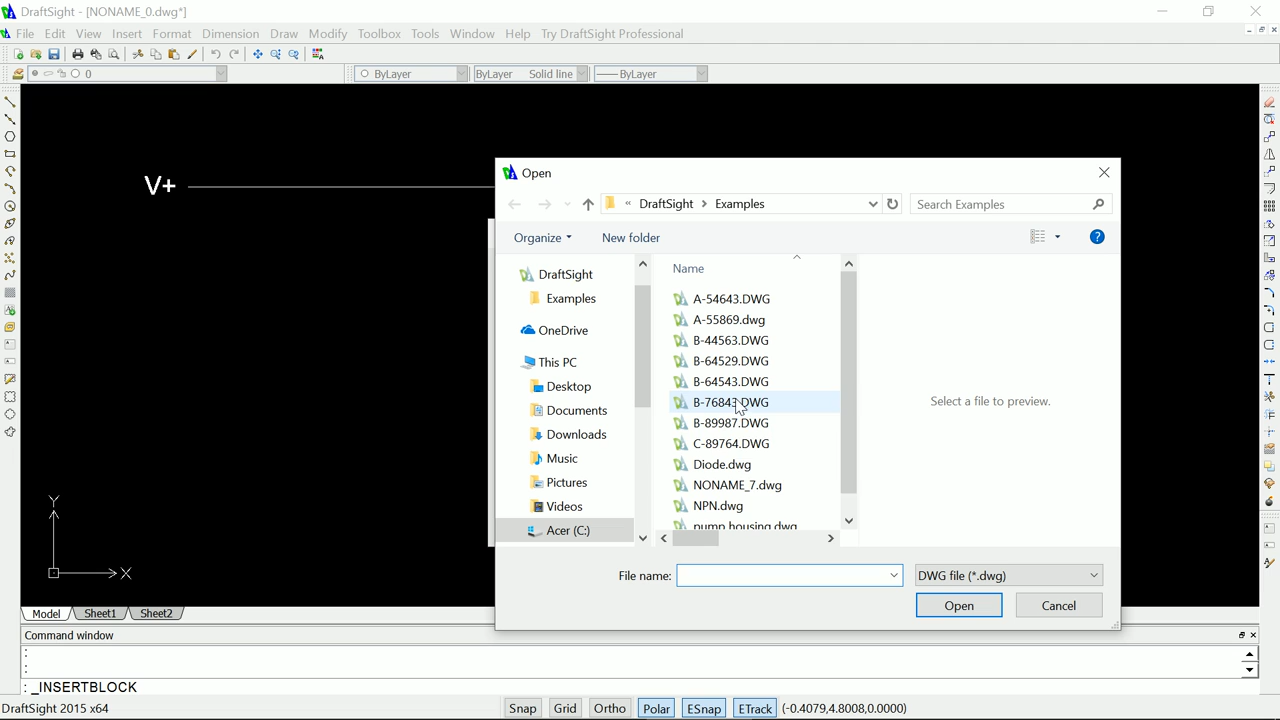 DraftSight - [NONAME_0.dwg*]
File Edit View Insert Format Dimension Draw Modify Toolbox Tools Window Help Try DraftSight Professional
0
ByLayer
ByLayer Solid line
ByLayer
V+
Open
« DraftSight > Examples
Search Examples
Organize
New folder
DraftSight
Examples
OneDrive
This PC
Desktop
Documents
Downloads
Music
Pictures
Videos
Acer (C:)
Name
A-54643.DWG
A-55869.dwg
B-44563.DWG
B-64529.DWG
B-64543.DWG
B-76843.DWG
B-89987.DWG
C-89764.DWG
Diode.dwg
NONAME_7.dwg
NPN.dwg
pump housing.dwg
Select a file to preview.
File name:
DWG file (*.dwg)
Open
Cancel
Y
X
Model Sheet1 Sheet2
Command window
:
:
: _INSERTBLOCK
DraftSight 2015 x64
Snap Grid Ortho Polar ESnap ETrack (-0.4079,4.8008,0.0000)